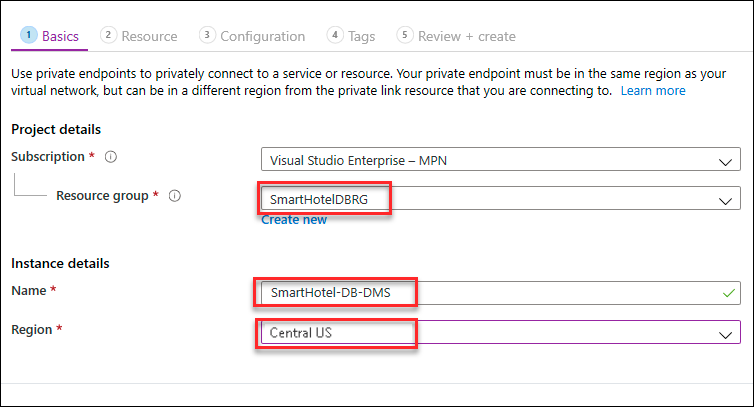 1 Basics 2 Resource 3 Configuration 4 Tags 5 Review + create
Use private endpoints to privately connect to a service or resource. Your private endpoint must be in the same region as your
virtual network, but can be in a different region from the private link resource that you are connecting to. Learn more
Project details
Subscription * Visual Studio Enterprise – MPN
Resource group * SmartHotelDBRG
Create new
Instance details
Name * SmartHotel-DB-DMS
Region * Central US